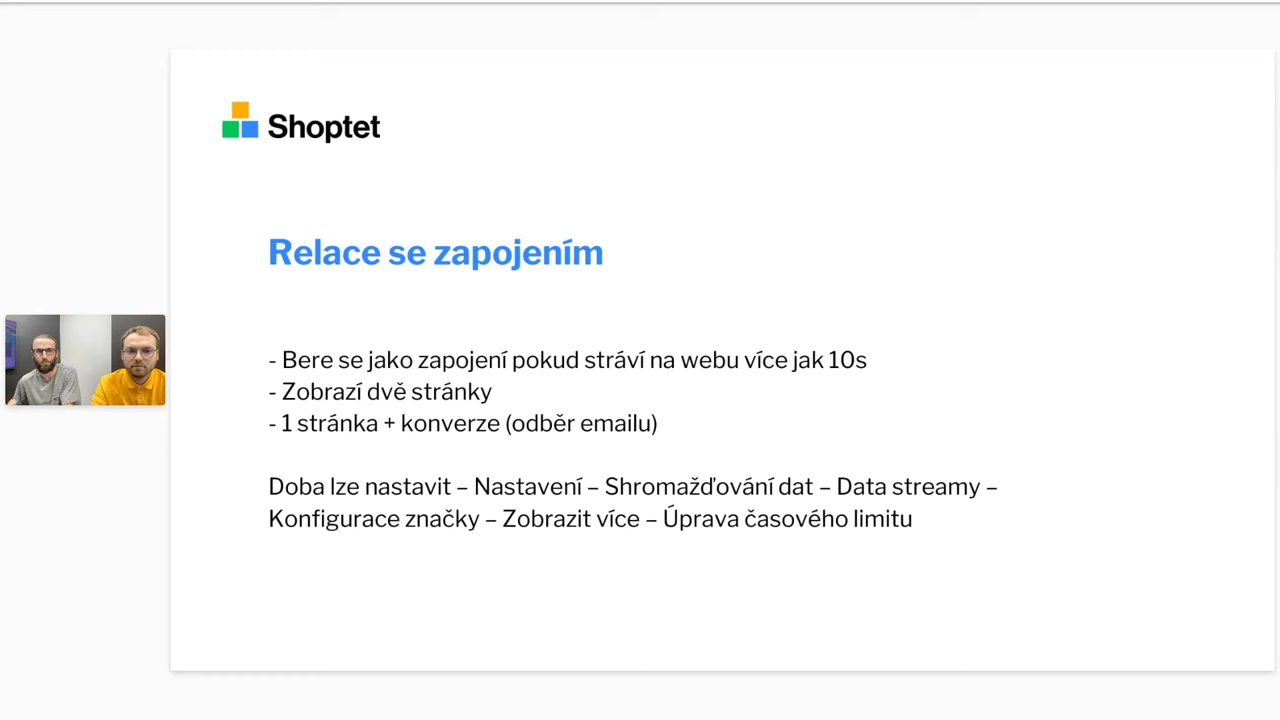 Shoptet
Relace se zapojením
- Bere se jako zapojení pokud stráví na webu více jak 10s
- Zobrazí dvě stránky
- 1 stránka + konverze (odběr emailu)
Doba lze nastavit – Nastavení – Shromažďování dat – Data streamy –
Konfigurace značky – Zobrazit více – Úprava časového limitu